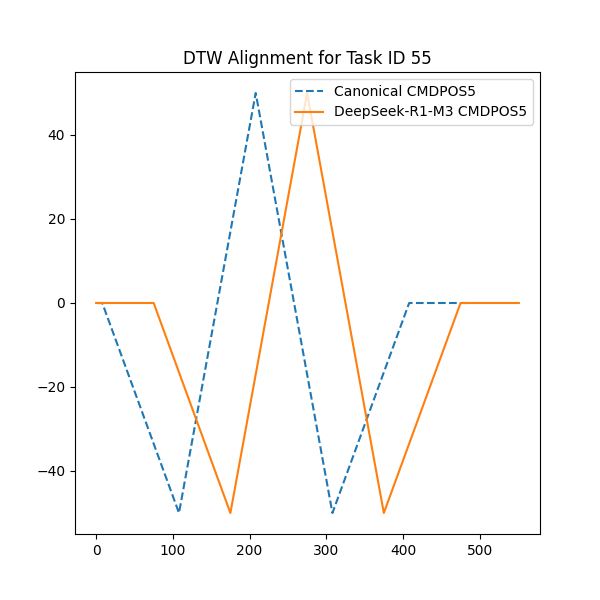 DTW Alignment for Task ID 55
Canonical CMDPOS5
DeepSeek-R1-M3 CMDPOS5
40
20
0
−20
−40
0 100 200 300 400 500